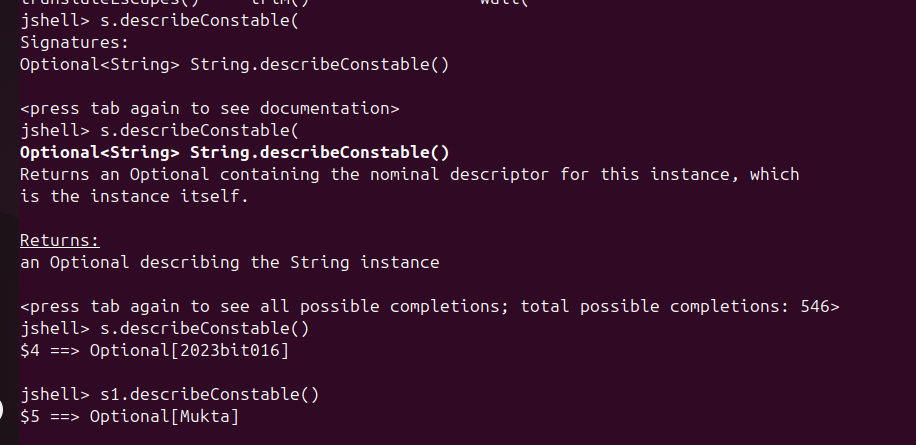 translateEscapes() trim() wait(
jshell> s.describeConstable(
Signatures:
Optional<String> String.describeConstable()
<press tab again to see documentation>
jshell> s.describeConstable(
Optional<String> String.describeConstable()
Returns an Optional containing the nominal descriptor for this instance, which
is the instance itself.
Returns:
an Optional describing the String instance
<press tab again to see all possible completions; total possible completions: 546>
jshell> s.describeConstable()
$4 ==> Optional[2023bit016]
jshell> s1.describeConstable()
$5 ==> Optional[Mukta]